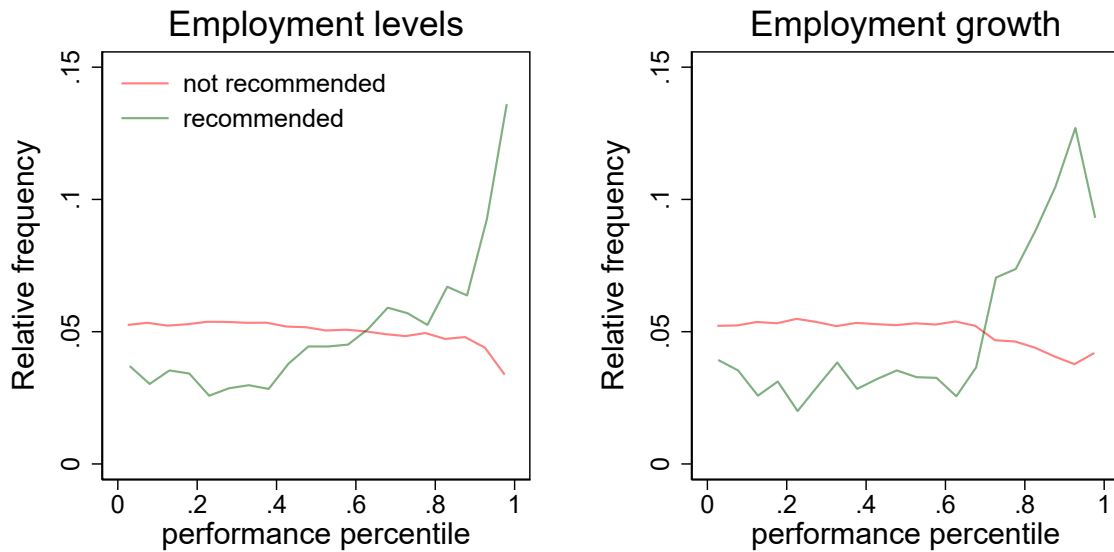 Employment levels
Relative frequency
0 .05 .1 .15
not recommended
recommended
0 .2 .4 .6 .8 1
performance percentile
Employment growth
Relative frequency
0 .05 .1 .15
0 .2 .4 .6 .8 1
performance percentile